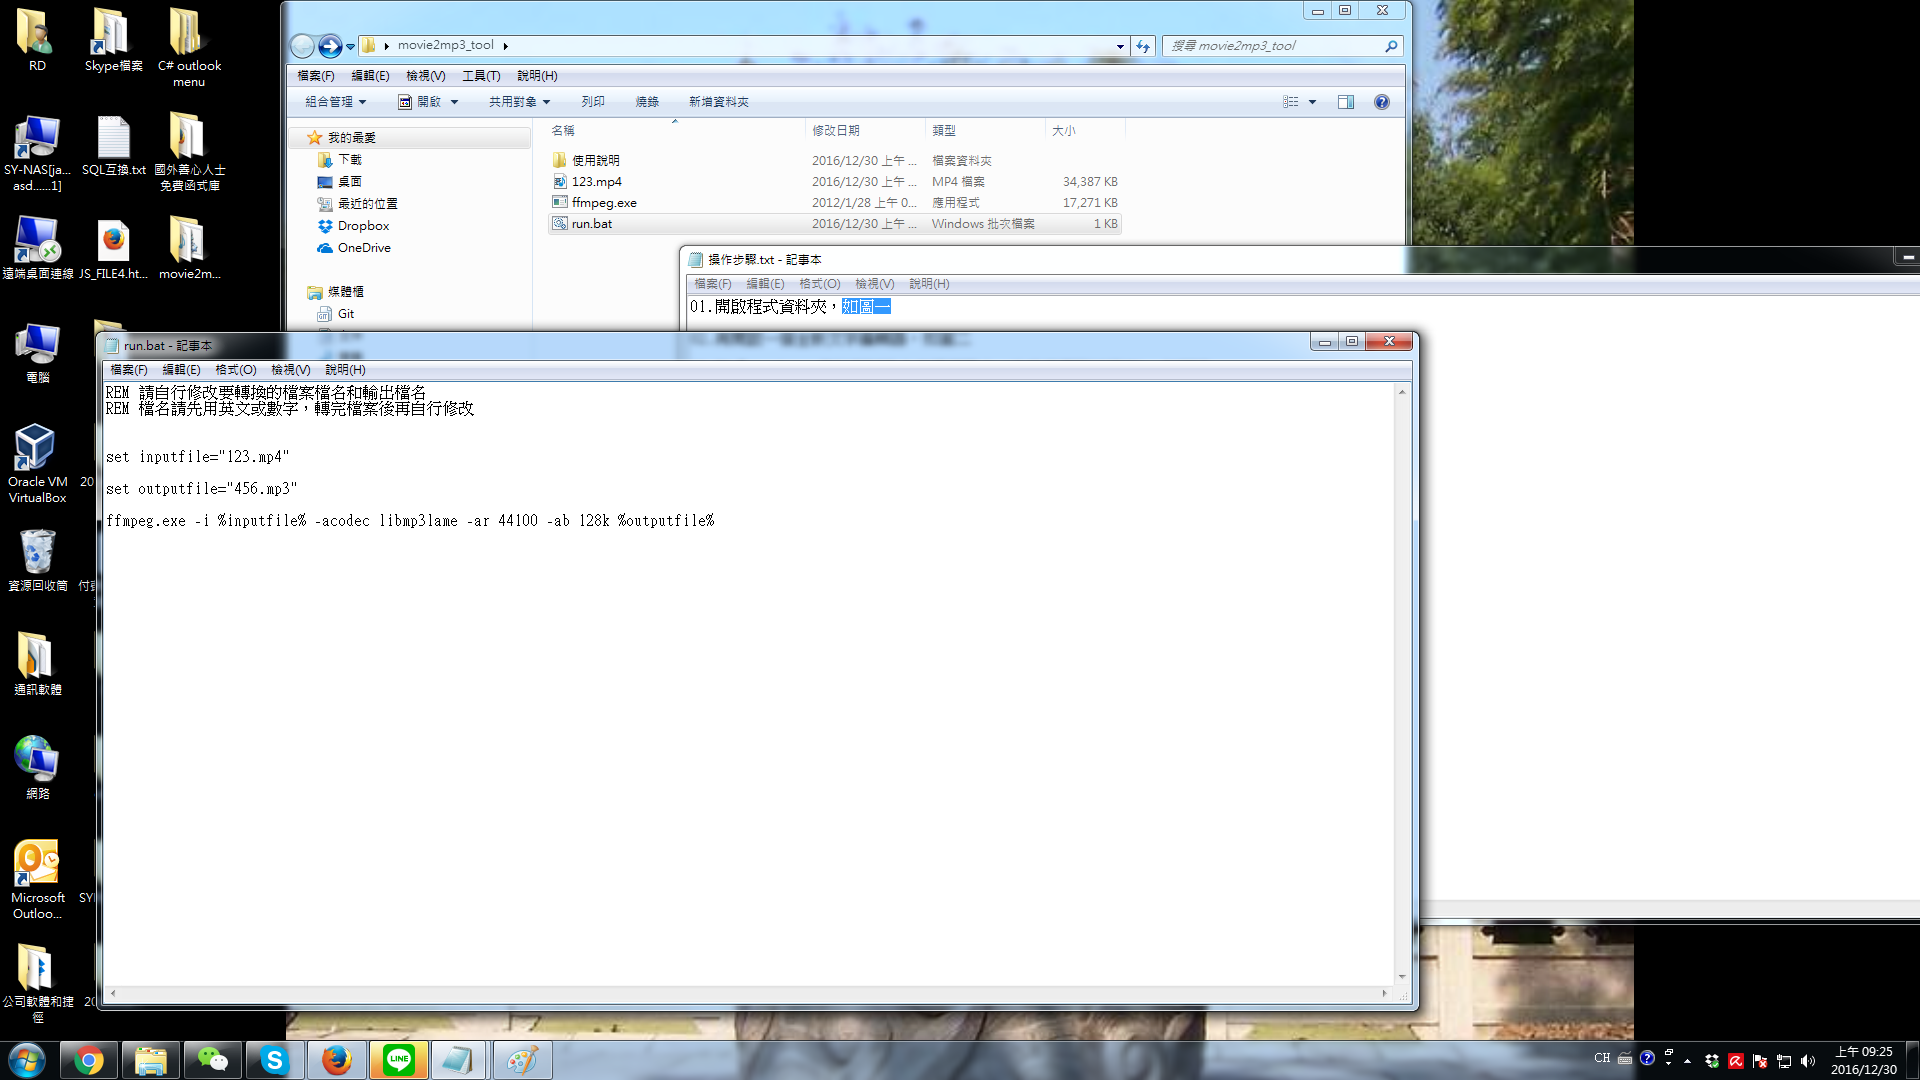 RD
Skype檔案
C# outlook
menu
SY-NAS[ja...
asd......1]
SQL互換.txt
國外善心人士
免費函式庫
遠端桌面連線
JS_FILE4.ht...
movie2m...
電腦
Oracle VM
VirtualBox
20
資源回收筒
付
通訊軟體
網路
Microsoft
Outloo...
SY
公司軟體和捷
徑
20
movie2mp3_tool
搜尋 movie2mp3_tool
檔案(F) 編輯(E) 檢視(V) 工具(T) 說明(H)
組合管理 開啟 共用對象 列印 燒錄 新增資料夾
我的最愛
下載
桌面
最近的位置
Dropbox
OneDrive
媒體櫃
Git
名稱 修改日期 類型 大小
使用說明 2016/12/30 上午 ... 檔案資料夾
123.mp4 2016/12/30 上午 ... MP4 檔案 34,387 KB
ffmpeg.exe 2012/1/28 上午 0... 應用程式 17,271 KB
run.bat 2016/12/30 上午 ... Windows 批次檔案 1 KB
操作步驟.txt - 記事本
檔案(F) 編輯(E) 格式(O) 檢視(V) 說明(H)
01.開啟程式資料夾，如圖一
run.bat - 記事本
檔案(F) 編輯(E) 格式(O) 檢視(V) 說明(H)
REM 請自行修改要轉換的檔案檔名和輸出檔名
REM 檔名請先用英文或數字，轉完檔案後再自行修改
set inputfile="123.mp4"
set outputfile="456.mp3"
ffmpeg.exe -i %inputfile% -acodec libmp3lame -ar 44100 -ab 128k %outputfile%
LINE
CH
上午 09:25
2016/12/30